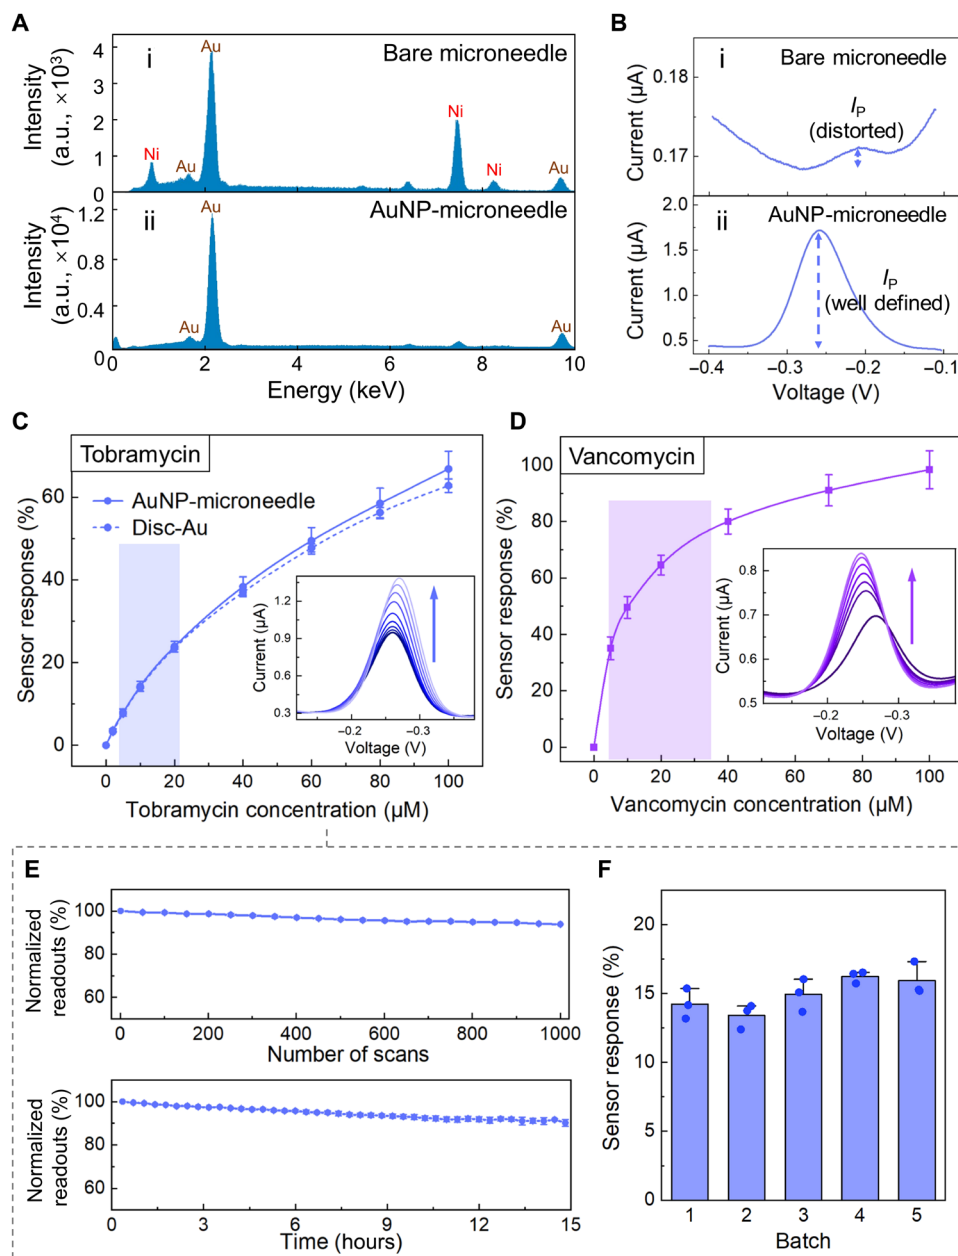 A
i
Bare microneedle
Intensity
(a.u., ×10³)
4
3
2
1
0
Ni
Au
Au
Ni
Ni
Au
ii
AuNP-microneedle
Intensity
(a.u., ×10⁴)
1.2
0.8
0.4
0
Au
Au
Au
0 2 4 6 8 10
Energy (keV)
B
i
Bare microneedle
Current (µA)
0.18
0.17
IP
(distorted)
ii
AuNP-microneedle
Current (µA)
2.0
1.5
1.0
0.5
IP
(well defined)
−0.4 −0.3 −0.2 −0.1
Voltage (V)
C
Tobramycin
AuNP-microneedle
Disc-Au
Sensor response (%)
60
40
20
0
0 20 40 60 80 100
Tobramycin concentration (µM)
Current (µA)
1.2
0.9
0.6
0.3
−0.2 −0.3
Voltage (V)
D
Vancomycin
Sensor response (%)
100
80
60
40
20
0
0 20 40 60 80 100
Vancomycin concentration (µM)
Current (µA)
0.8
0.7
0.6
0.5
−0.2 −0.3
Voltage (V)
E
Normalized
readouts (%)
100
80
60
0 200 400 600 800 1000
Number of scans
Normalized
readouts (%)
100
80
60
0 3 6 9 12 15
Time (hours)
F
Sensor response (%)
20
15
10
5
0
1 2 3 4 5
Batch